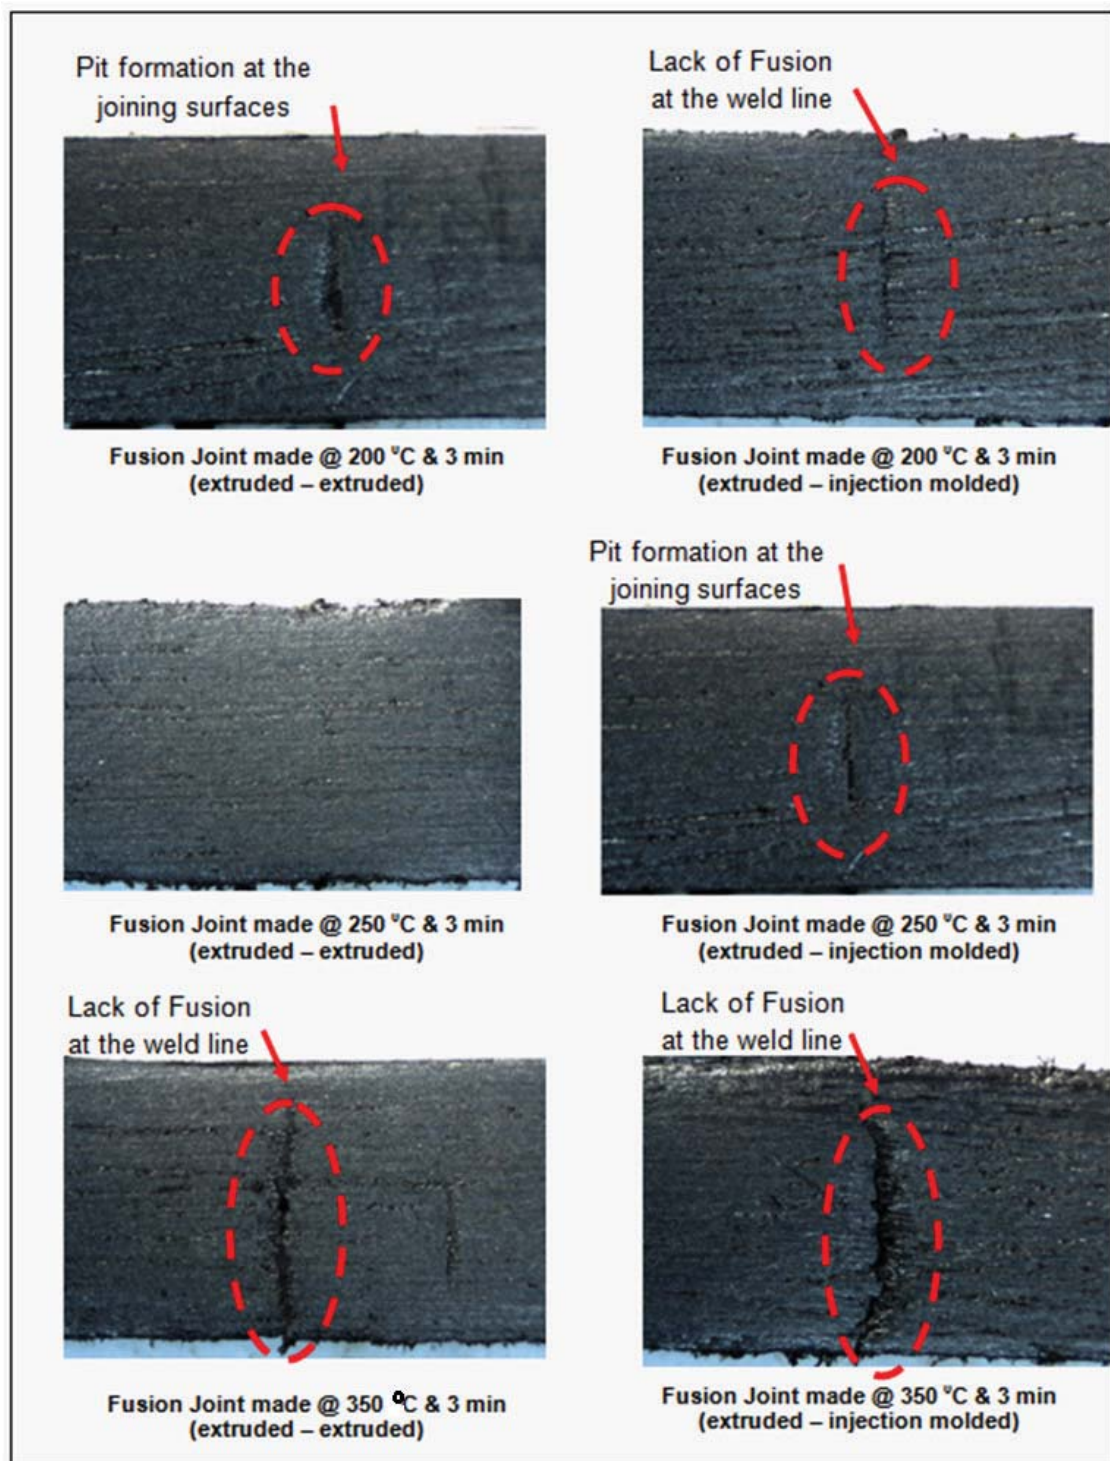 Pit formation at the
joining surfaces
Lack of Fusion
at the weld line
Fusion Joint made @ 200 °C & 3 min
(extruded – extruded)
Fusion Joint made @ 200 °C & 3 min
(extruded – injection molded)
Pit formation at the
joining surfaces
Fusion Joint made @ 250 °C & 3 min
(extruded – extruded)
Fusion Joint made @ 250 °C & 3 min
(extruded – injection molded)
Lack of Fusion
at the weld line
Lack of Fusion
at the weld line
Fusion Joint made @ 350 °C & 3 min
(extruded – extruded)
Fusion Joint made @ 350 °C & 3 min
(extruded – injection molded)